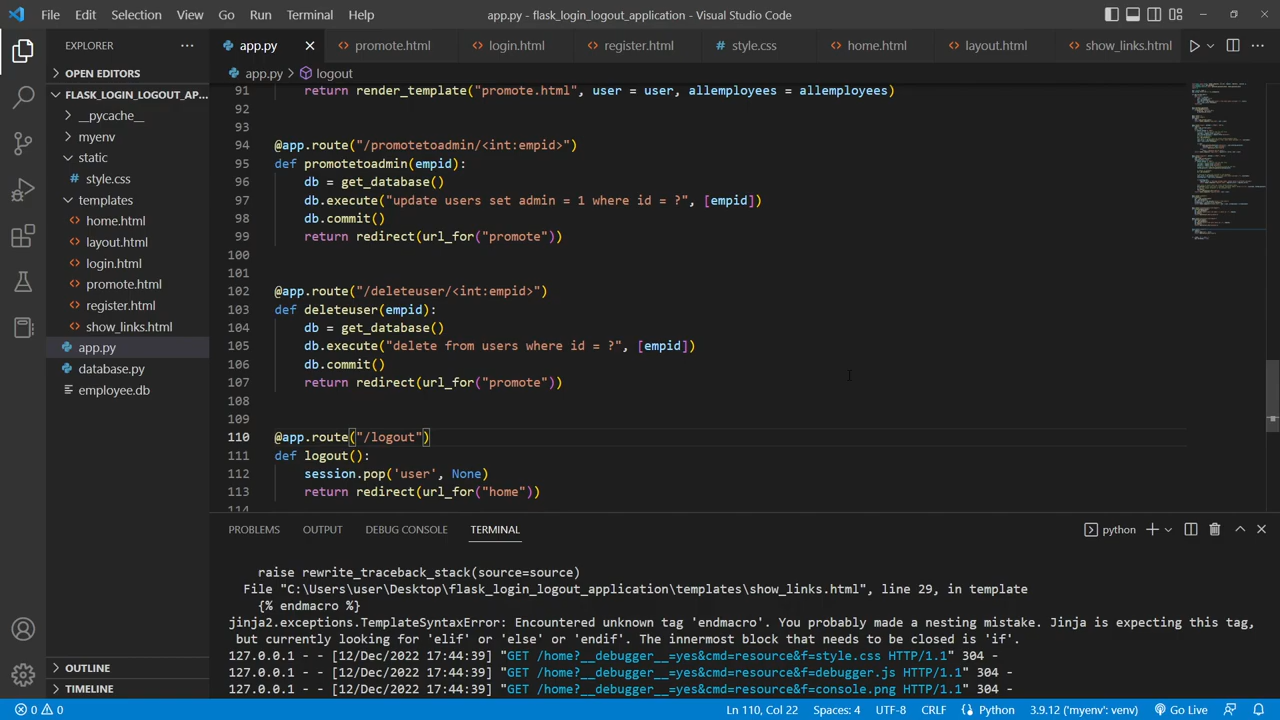 File Edit Selection View Go Run Terminal Help app.py - flask_login_logout_application - Visual Studio Code
EXPLORER
OPEN EDITORS
FLASK_LOGIN_LOGOUT_AP...
__pycache__
myenv
static
style.css
templates
home.html
layout.html
login.html
promote.html
register.html
show_links.html
app.py
database.py
employee.db
OUTLINE
TIMELINE
app.py promote.html login.html register.html style.css home.html layout.html show_links.html
app.py > logout
91 return render_template("promote.html", user = user, allemployees = allemployees)
92
93
94 @app.route("/promotetoadmin/<int:empid>")
95 def promotetoadmin(empid):
96 db = get_database()
97 db.execute("update users set admin = 1 where id = ?", [empid])
98 db.commit()
99 return redirect(url_for("promote"))
100
101
102 @app.route("/deleteuser/<int:empid>")
103 def deleteuser(empid):
104 db = get_database()
105 db.execute("delete from users where id = ?", [empid])
106 db.commit()
107 return redirect(url_for("promote"))
108
109
110 @app.route("/logout")
111 def logout():
112 session.pop('user', None)
113 return redirect(url_for("home"))
114
PROBLEMS OUTPUT DEBUG CONSOLE TERMINAL python
raise rewrite_traceback_stack(source=source)
File "C:\Users\user\Desktop\flask_login_logout_application\templates\show_links.html", line 29, in template
{% endmacro %}
jinja2.exceptions.TemplateSyntaxError: Encountered unknown tag 'endmacro'. You probably made a nesting mistake. Jinja is expecting this tag,
but currently looking for 'elif' or 'else' or 'endif'. The innermost block that needs to be closed is 'if'.
127.0.0.1 - - [12/Dec/2022 17:44:39] "GET /home?__debugger__=yes&cmd=resource&f=style.css HTTP/1.1" 304 -
127.0.0.1 - - [12/Dec/2022 17:44:39] "GET /home?__debugger__=yes&cmd=resource&f=debugger.js HTTP/1.1" 304 -
127.0.0.1 - - [12/Dec/2022 17:44:39] "GET /home?__debugger__=yes&cmd=resource&f=console.png HTTP/1.1" 304 -
0 0 Ln 110, Col 22 Spaces: 4 UTF-8 CRLF Python 3.9.12 ('myenv': venv) Go Live